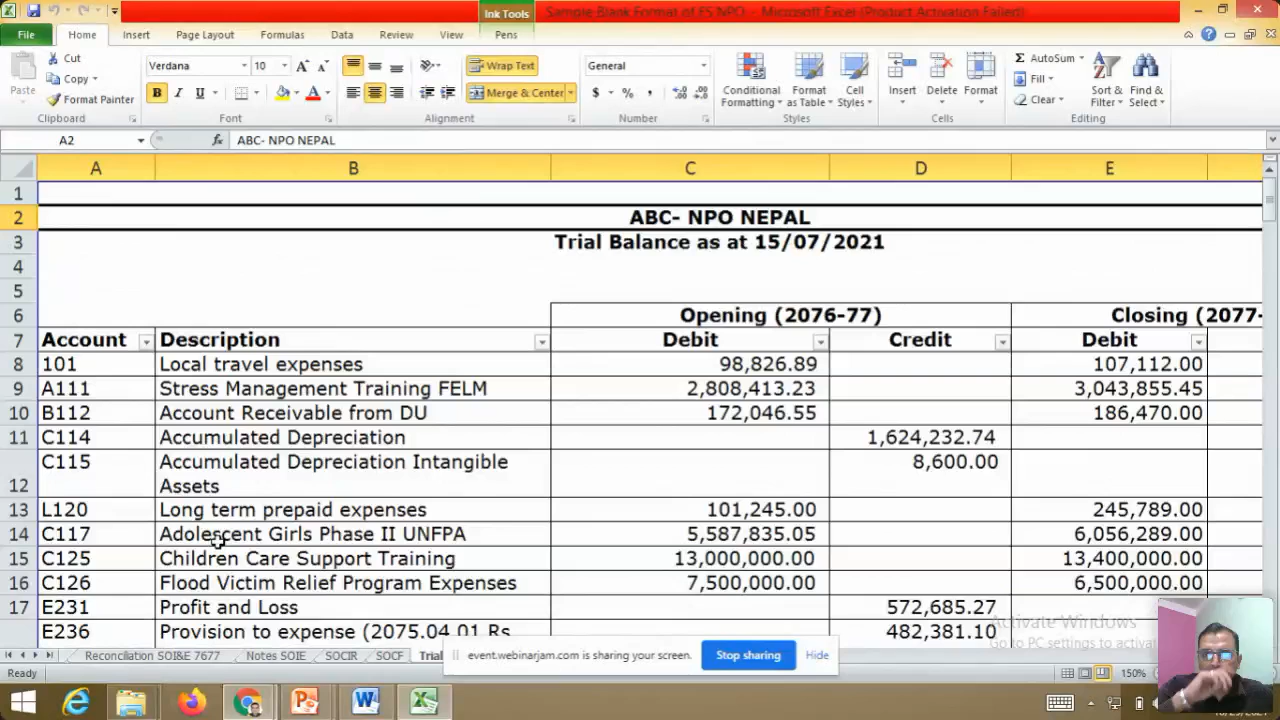 Ink Tools
Sample Blank Format of FS NPO - Microsoft Excel (Product Activation Failed)
File Home Insert Page Layout Formulas Data Review View Pens
Paste
Cut
Copy
Format Painter
Clipboard
Verdana 10
B I U
Font
Wrap Text
Merge & Center
Alignment
General
$ % ,
Number
Conditional Formatting
Format as Table
Cell Styles
Styles
Insert Delete Format
Cells
Σ AutoSum
Fill
Clear
Sort & Filter
Find & Select
Editing
A2 fx ABC- NPO NEPAL
A B C D E
1
2 ABC- NPO NEPAL
3 Trial Balance as at 15/07/2021
4
5
6 Opening (2076-77) Closing (2077-
7 Account Description Debit Credit Debit
8 101 Local travel expenses 98,826.89 107,112.00
9 A111 Stress Management Training FELM 2,808,413.23 3,043,855.45
10 B112 Account Receivable from DU 172,046.55 186,470.00
11 C114 Accumulated Depreciation 1,624,232.74
C115 Accumulated Depreciation Intangible 8,600.00
12 Assets
13 L120 Long term prepaid expenses 101,245.00 245,789.00
14 C117 Adolescent Girls Phase II UNFPA 5,587,835.05 6,056,289.00
15 C125 Children Care Support Training 13,000,000.00 13,400,000.00
16 C126 Flood Victim Relief Program Expenses 7,500,000.00 6,500,000.00
17 E231 Profit and Loss 572,685.27
E236 Provision to expense (2075.04.01 Rs 482,381.10
Activate Windows
Go to PC settings to activat
Reconciliation SOI&E 7677 Notes SOIE SOCIR SOCF Trial
event.webinarjam.com is sharing your screen. Stop sharing Hide
Ready 150%